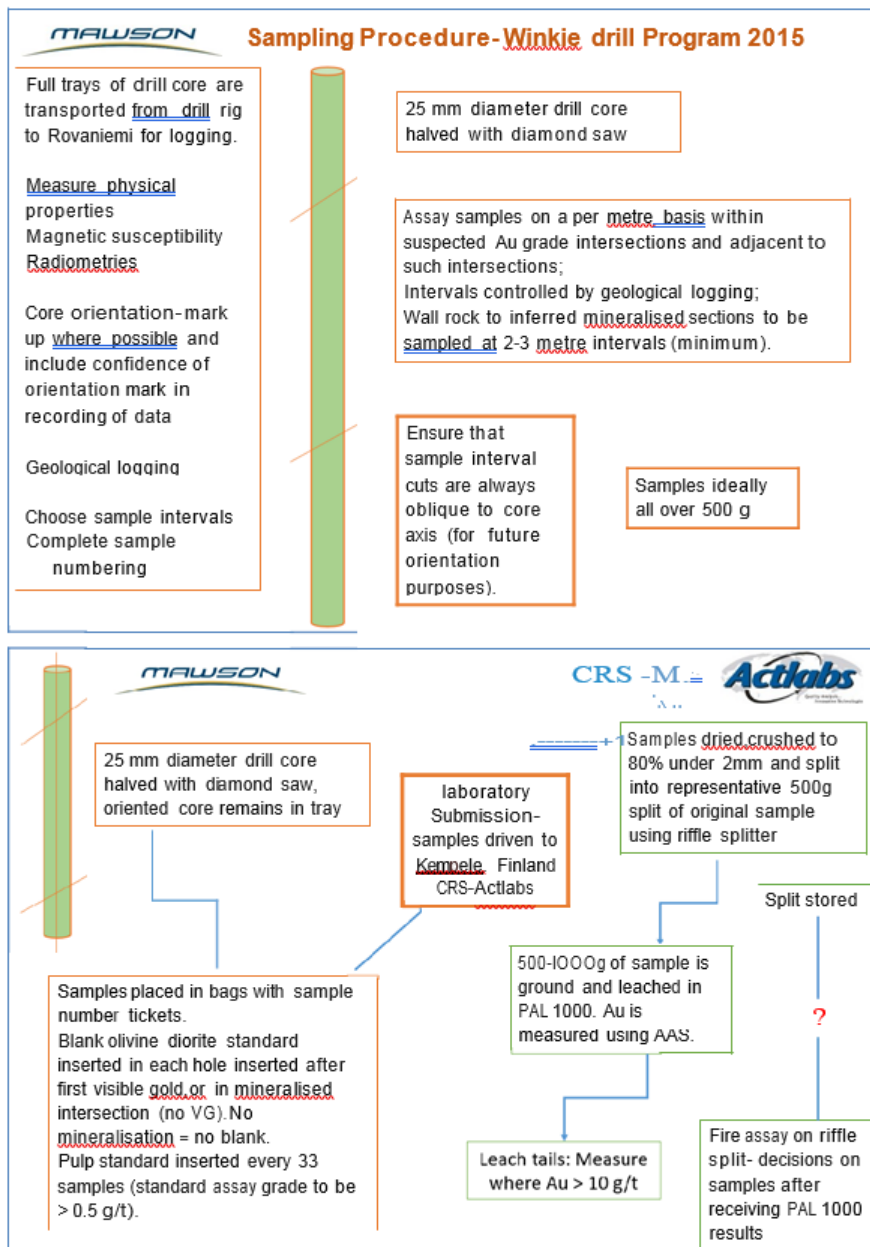 MAWSON
Sampling Procedure- Winkie drill Program 2015
Full trays of drill core are
transported from drill rig
to Rovaniemi for logging.
Measure physical
properties
Magnetic susceptibility
Radiometries
Core orientation-mark
up where possible and
include confidence of
orientation mark in
recording of data
Geological logging
Choose sample intervals
Complete sample
numbering
25 mm diameter drill core
halved with diamond saw
Assay samples on a per metre basis within
suspected Au grade intersections and adjacent to
such intersections;
Intervals controlled by geological logging;
Wall rock to inferred mineralised sections to be
sampled at 2-3 metre intervals (minimum).
Ensure that
sample interval
cuts are always
oblique to core
axis (for future
orientation
purposes).
Samples ideally
all over 500 g
MAWSON
CRS -M
Actlabs
25 mm diameter drill core
halved with diamond saw,
oriented core remains in tray
laboratory
Submission-
samples driven to
Kempele, Finland
CRS-Actlabs
Samples dried,crushed to
80% under 2mm and split
into representative 500g
split of original sample
using riffle splitter
Split stored
500-IOOOg of sample is
ground and leached in
PAL 1000. Au is
measured using AAS.
?
Samples placed in bags with sample
number tickets.
Blank olivine diorite standard
inserted in each hole inserted after
first visible gold,or in mineralised
intersection (no VG).No
mineralisation = no blank.
Pulp standard inserted every 33
samples (standard assay grade to be
> 0.5 g/t).
Leach tails: Measure
where Au > 10 g/t
Fire assay on riffle
split- decisions on
samples after
receiving PAL 1000
results